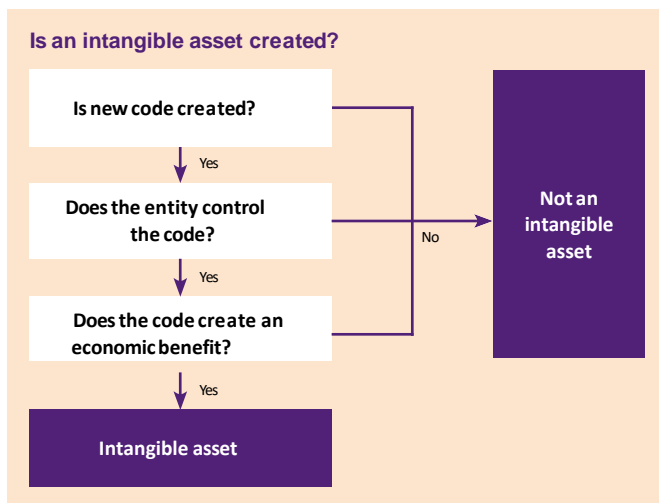 Is an intangible asset created?
Is new code created?
Yes
Does the entity control
the code?
Yes
Does the code create an
economic benefit?
Yes
Intangible asset
No
Not an
intangible
asset